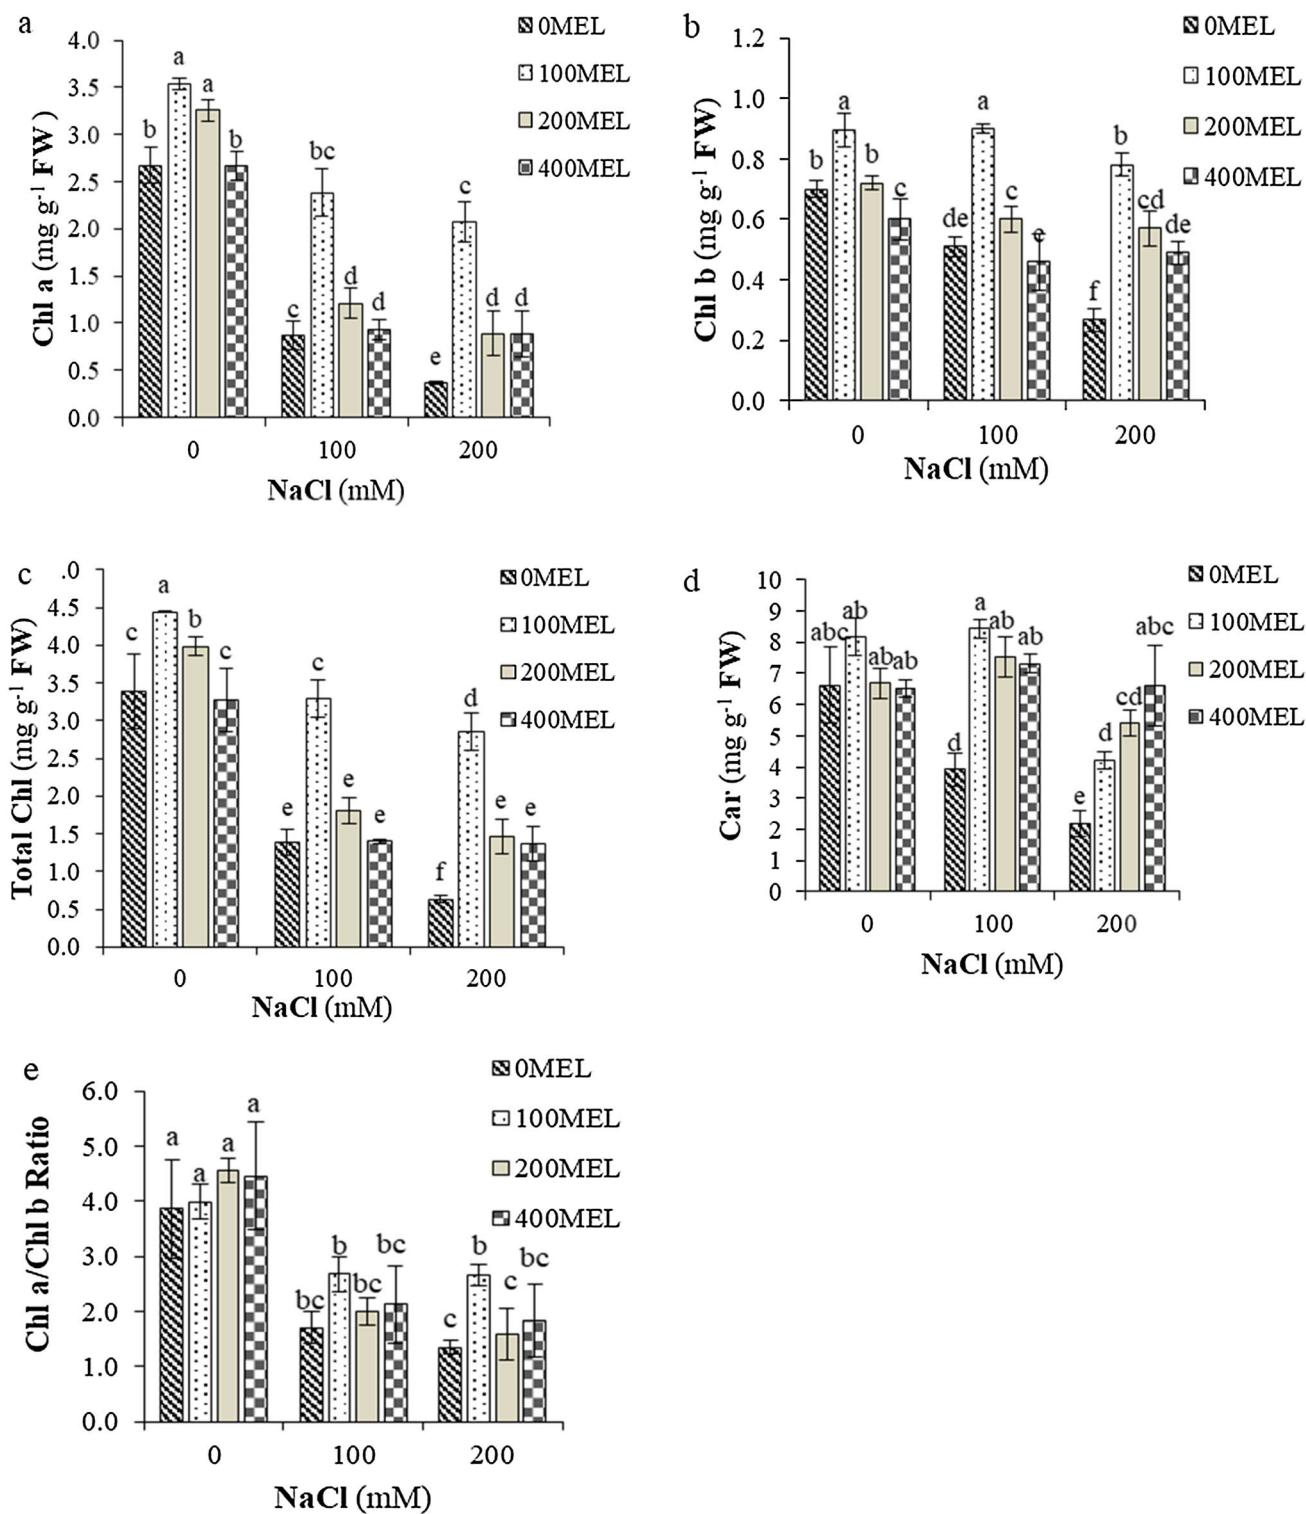 a
0MEL
100MEL
200MEL
400MEL
4.0
3.5
3.0
2.5
2.0
1.5
1.0
0.5
0.0
Chl a (mg g-1 FW )
b a a b
c bc d d
e c d d
0 100 200
NaCl (mM)
b
0MEL
100MEL
200MEL
400MEL
1.2
1.0
0.8
0.6
0.4
0.2
0.0
Chl b (mg g-1 FW)
b a b c
de a c e
f b cd de
0 100 200
NaCl (mM)
c
0MEL
100MEL
200MEL
400MEL
.0
4.5
4.0
3.5
3.0
2.5
2.0
1.5
1.0
0.5
0.0
Total Chl (mg g-1 FW)
c a b c
e c e e
f d e e
0 100 200
NaCl (mM)
d
0MEL
100MEL
200MEL
400MEL
10
9
8
7
6
5
4
3
2
1
0
Car (mg g-1 FW)
abc ab ab ab
d a ab ab
e d cd abc
0 100 200
NaCl (mM)
e
0MEL
100MEL
200MEL
400MEL
6.0
5.0
4.0
3.0
2.0
1.0
0.0
Chl a/Chl b Ratio
a a a a
bc b bc bc
c b c bc
0 100 200
NaCl (mM)